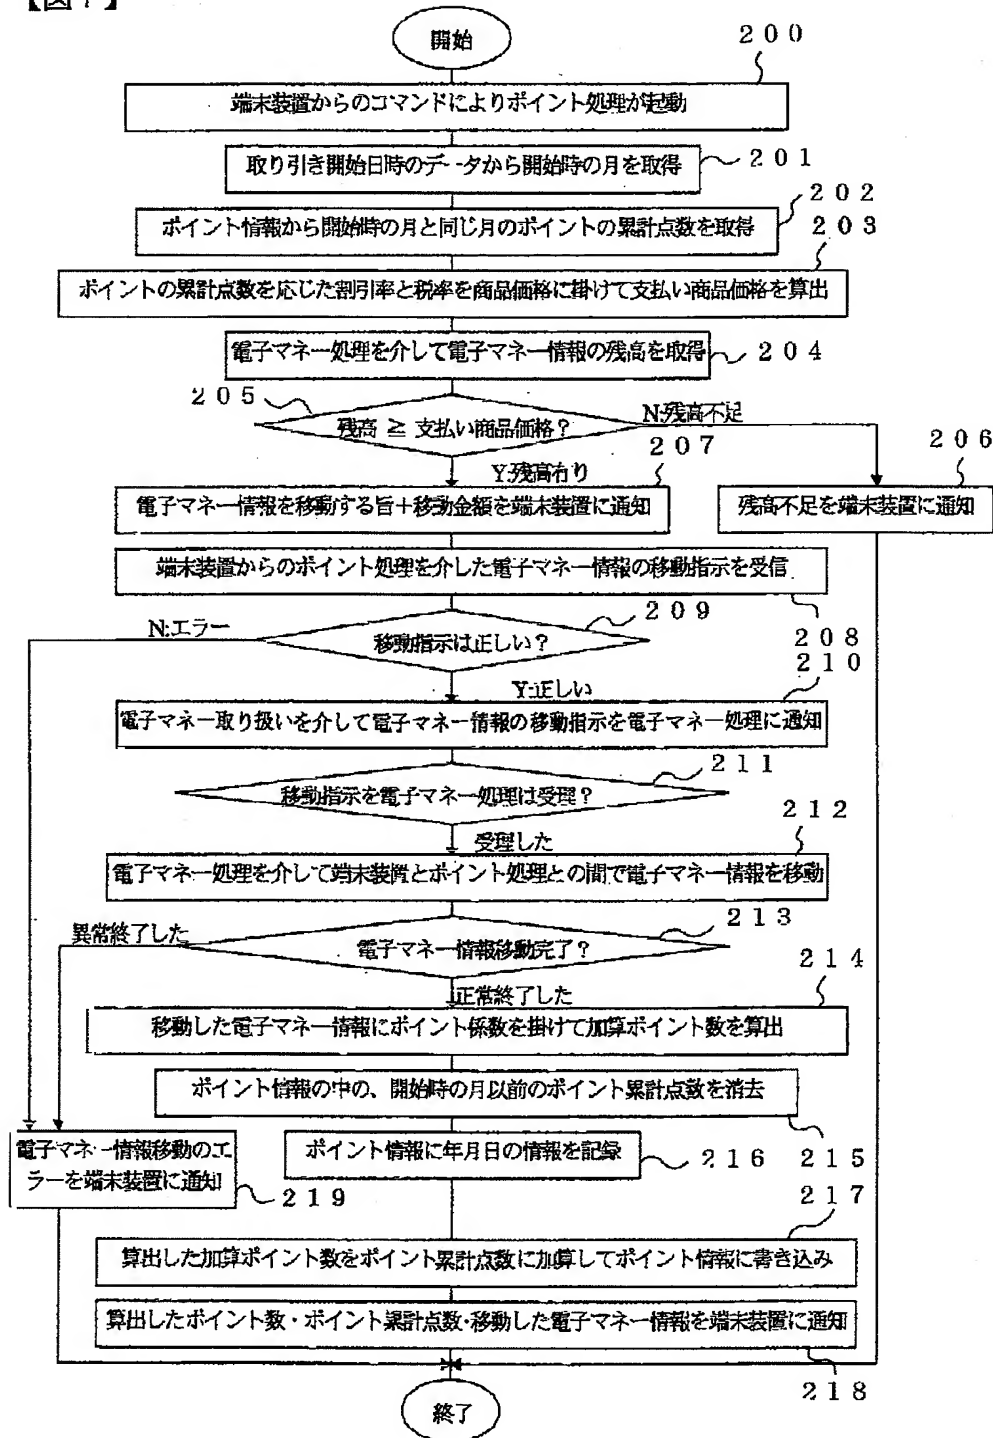 【図7】
開始
200
端末装置からのコマンドによりポイント処理が起動
取り引き開始日時のデータから開始時の月を取得
201
202
ポイント情報から開始時の月と同じ月のポイントの累計点数を取得
203
ポイントの累計点数を応じた割引率と税率を商品価格に掛けて支払い商品価格を算出
電子マネー処理を介して電子マネー情報の残高を取得
204
205
残高 ≧ 支払い商品価格?
N:残高不足
206
207
Y:残高有り
電子マネー情報を移動する旨+移動金額を端末装置に通知
残高不足を端末装置に通知
端末装置からのポイント処理を介した電子マネー情報の移動指示を受信
208
209
N:エラー
移動指示は正しい?
210
Y:正しい
電子マネー取り扱いを介して電子マネー情報の移動指示を電子マネー処理に通知
211
移動指示を電子マネー処理は受理?
212
受理した
電子マネー処理を介して端末装置とポイント処理との間で電子マネー情報を移動
213
異常終了した
電子マネー情報移動完了?
214
正常終了した
移動した電子マネー情報にポイント係数を掛けて加算ポイント数を算出
ポイント情報の中の、開始時の月以前のポイント累計点数を消去
215
ポイント情報に年月日の情報を記録
216
電子マネー情報移動のエ
ラーを端末装置に通知
219
217
算出した加算ポイント数をポイント累計点数に加算してポイント情報に書き込み
算出したポイント数・ポイント累計点数・移動した電子マネー情報を端末装置に通知
218
終了